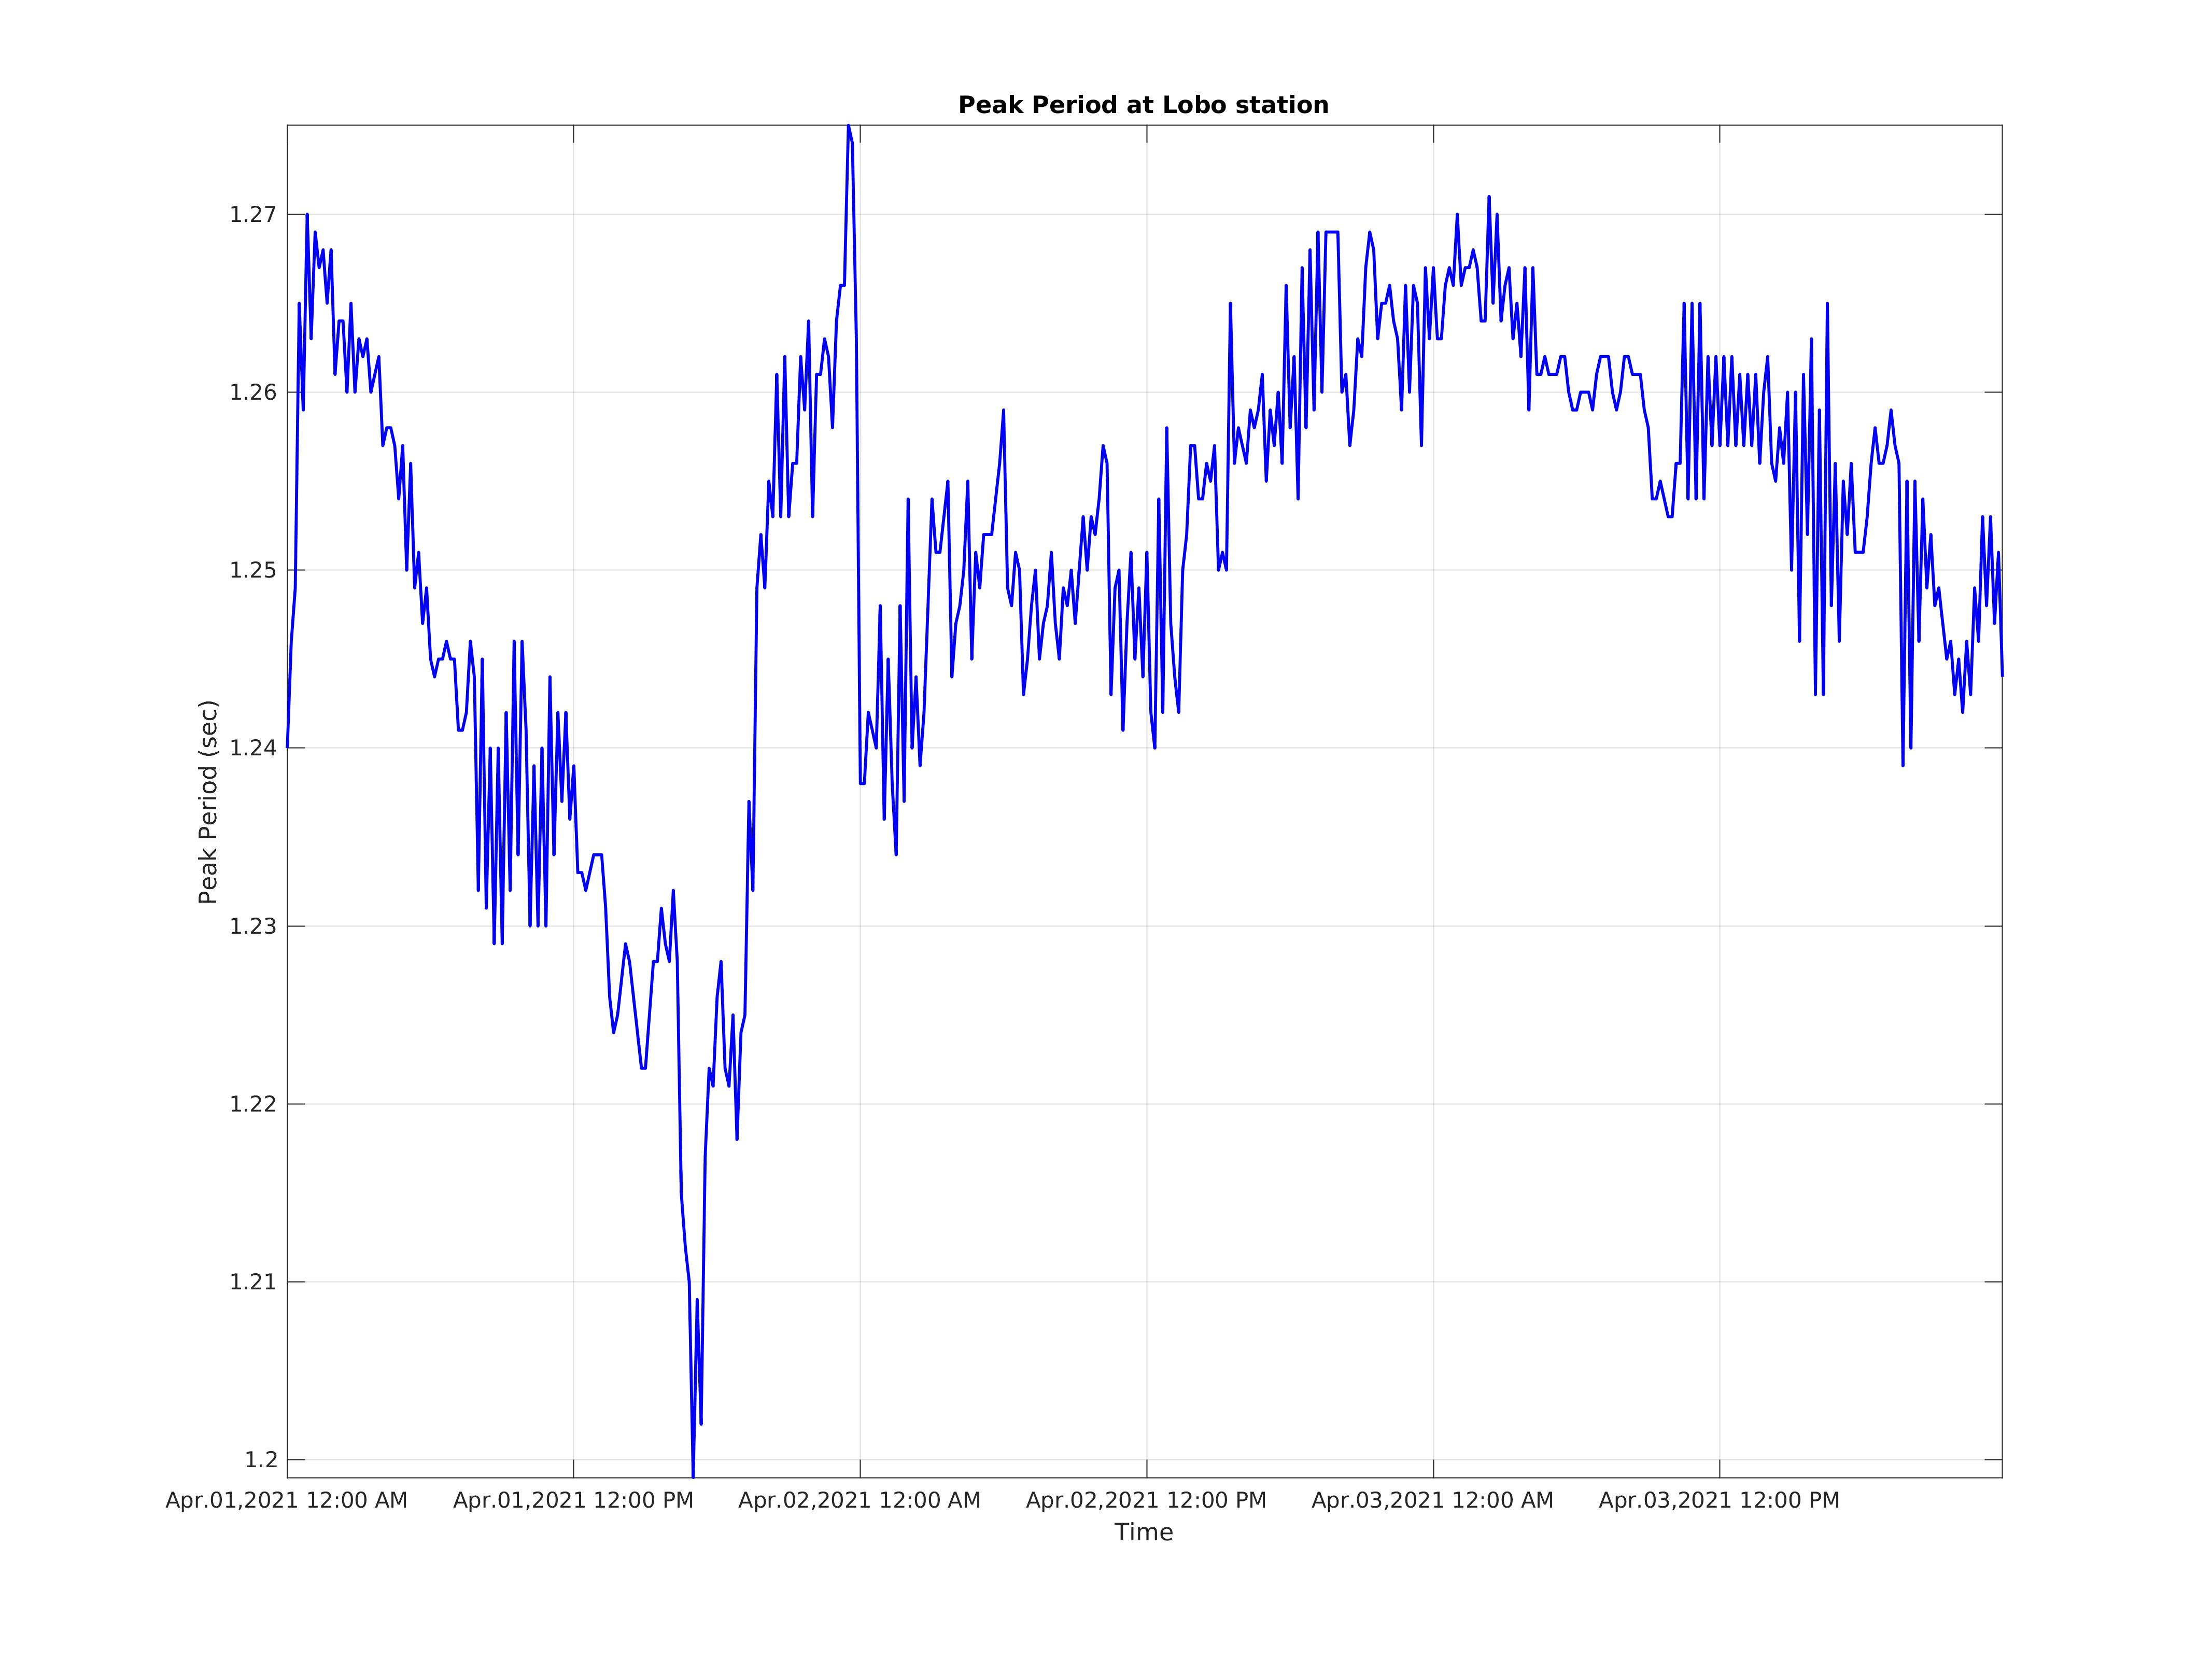 Peak Period at Lobo station
1.27
1.26
1.25
1.24
1.23
1.22
1.21
1.2
Peak Period (sec)
Apr.01,2021 12:00 AM Apr.01,2021 12:00 PM Apr.02,2021 12:00 AM Apr.02,2021 12:00 PM Apr.03,2021 12:00 AM Apr.03,2021 12:00 PM
Time